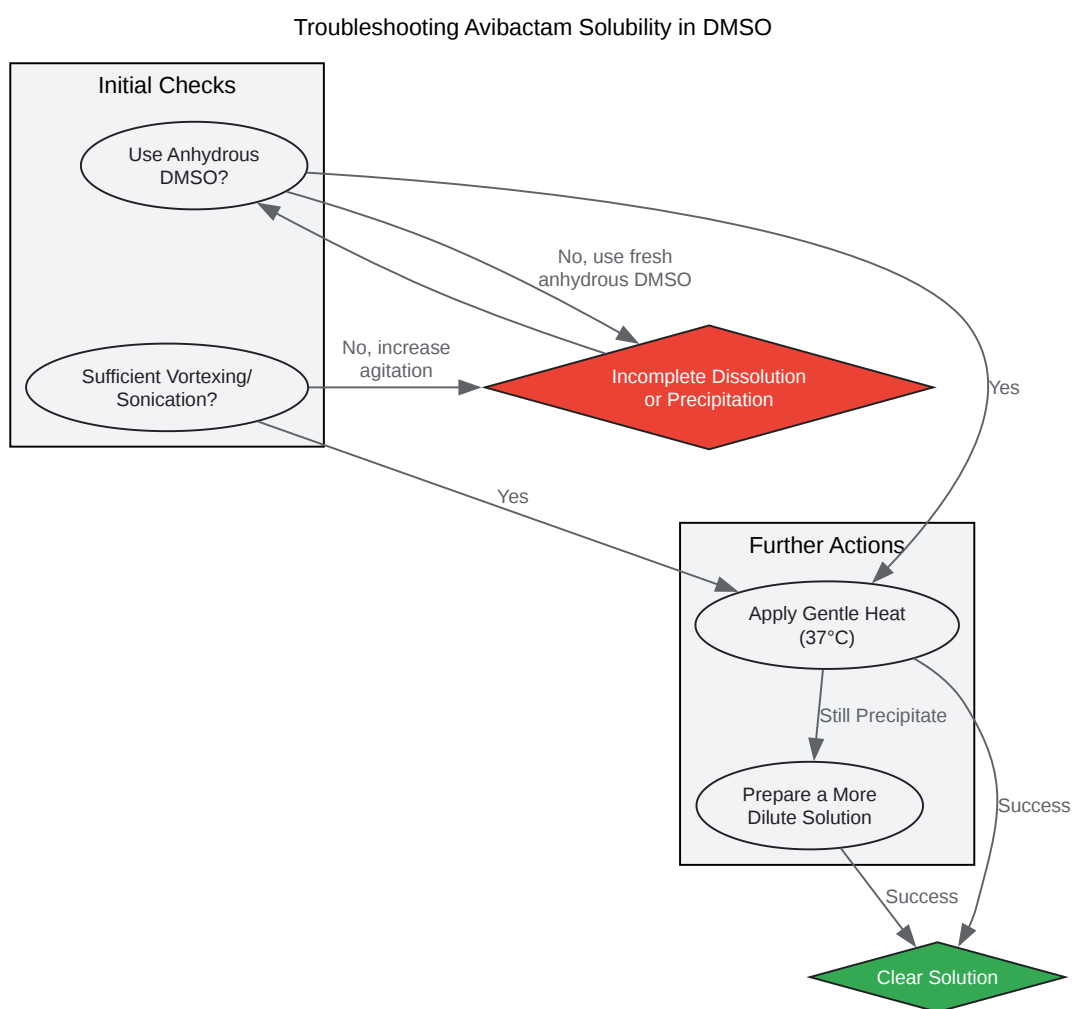 Troubleshooting Avibactam Solubility in DMSO
Initial Checks
Use Anhydrous
DMSO?
No, use fresh
anhydrous DMSO
No, increase
agitation
Sufficient Vortexing/
Sonication?
Incomplete Dissolution
or Precipitation
Yes
Yes
Further Actions
Apply Gentle Heat
(37°C)
Still Precipitate
Prepare a More
Dilute Solution
Success
Success
Clear Solution